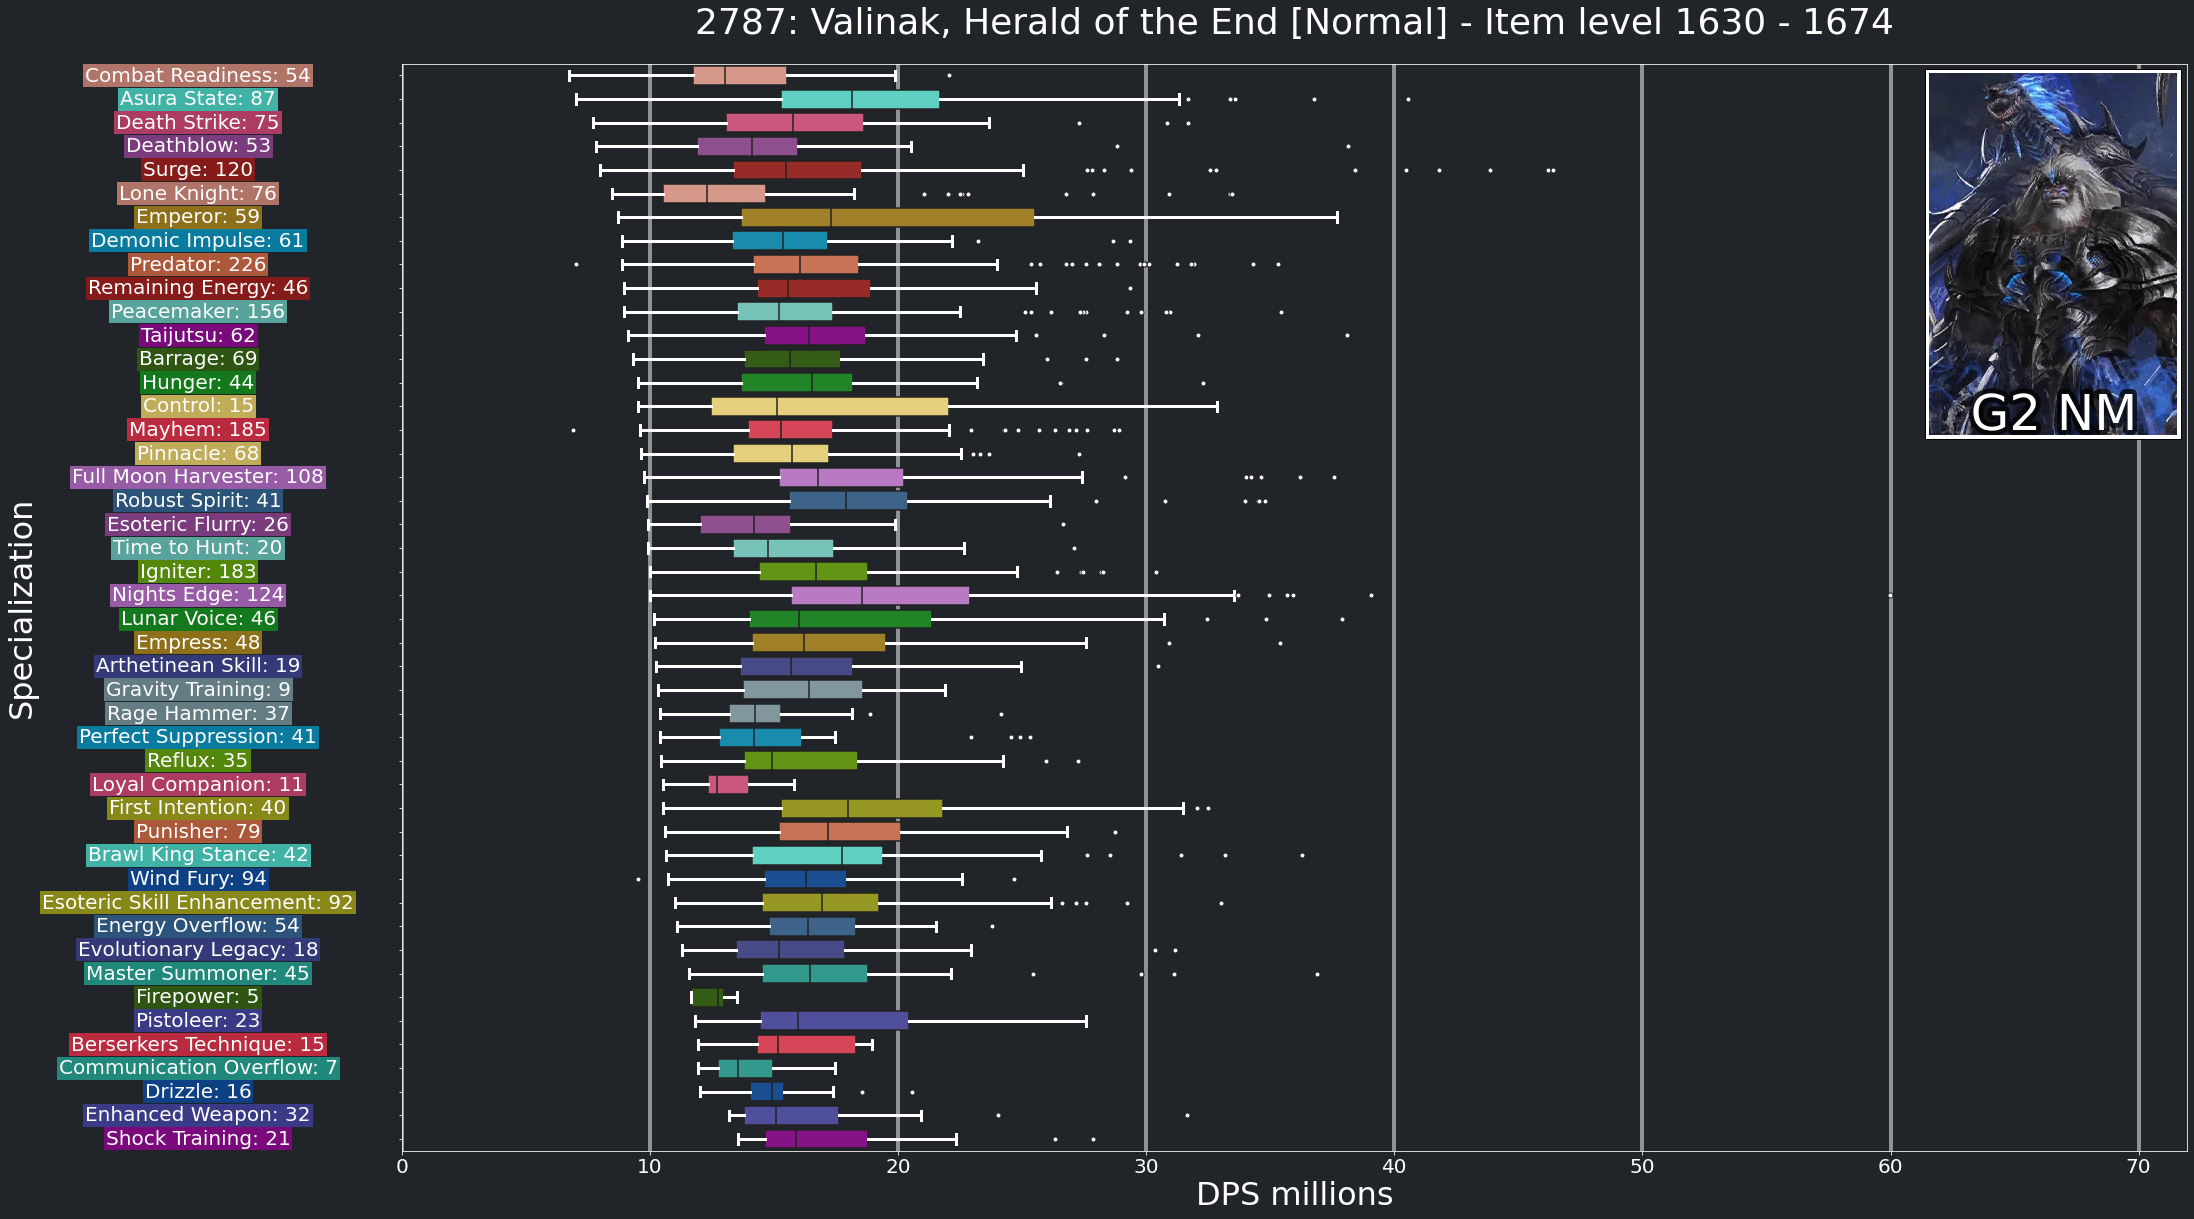 2787: Valinak, Herald of the End [Normal] - Item level 1630 - 1674
Combat Readiness: 54
Asura State: 87
Death Strike: 75
Deathblow: 53
Surge: 120
Lone Knight: 76
Emperor: 59
Demonic Impulse: 61
Predator: 226
Remaining Energy: 46
Peacemaker: 156
Taijutsu: 62
Barrage: 69
Hunger: 44
Control: 15
Mayhem: 185
Pinnacle: 68
Full Moon Harvester: 108
Robust Spirit: 41
Esoteric Flurry: 26
Time to Hunt: 20
Igniter: 183
Nights Edge: 124
Lunar Voice: 46
Empress: 48
Arthetinean Skill: 19
Gravity Training: 9
Rage Hammer: 37
Perfect Suppression: 41
Reflux: 35
Loyal Companion: 11
First Intention: 40
Punisher: 79
Brawl King Stance: 42
Wind Fury: 94
Esoteric Skill Enhancement: 92
Energy Overflow: 54
Evolutionary Legacy: 18
Master Summoner: 45
Firepower: 5
Pistoleer: 23
Berserkers Technique: 15
Communication Overflow: 7
Drizzle: 16
Enhanced Weapon: 32
Shock Training: 21
Specialization
G2 NM
0 10 20 30 40 50 60 70
DPS millions